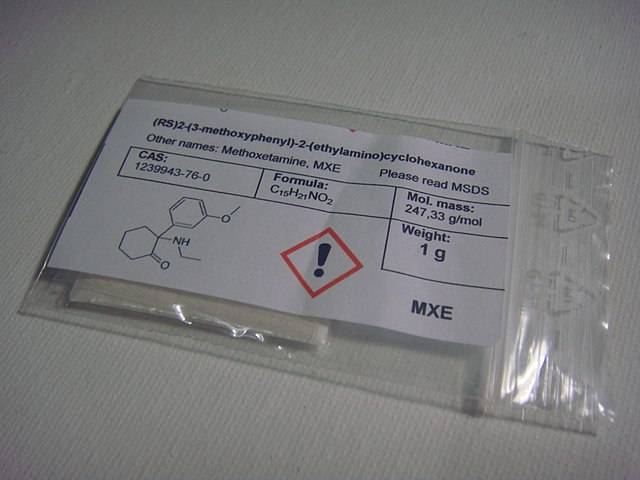 (RS)2-(3-methoxyphenyl)-2-(ethylamino)cyclohexanone
Other names: Methoxetamine, MXE
Please read MSDS
CAS:
1239943-76-0
Formula:
C₁₅H₂₁NO₂
Mol. mass:
247,33 g/mol
Weight:
1 g
O
NH
O
!
MXE